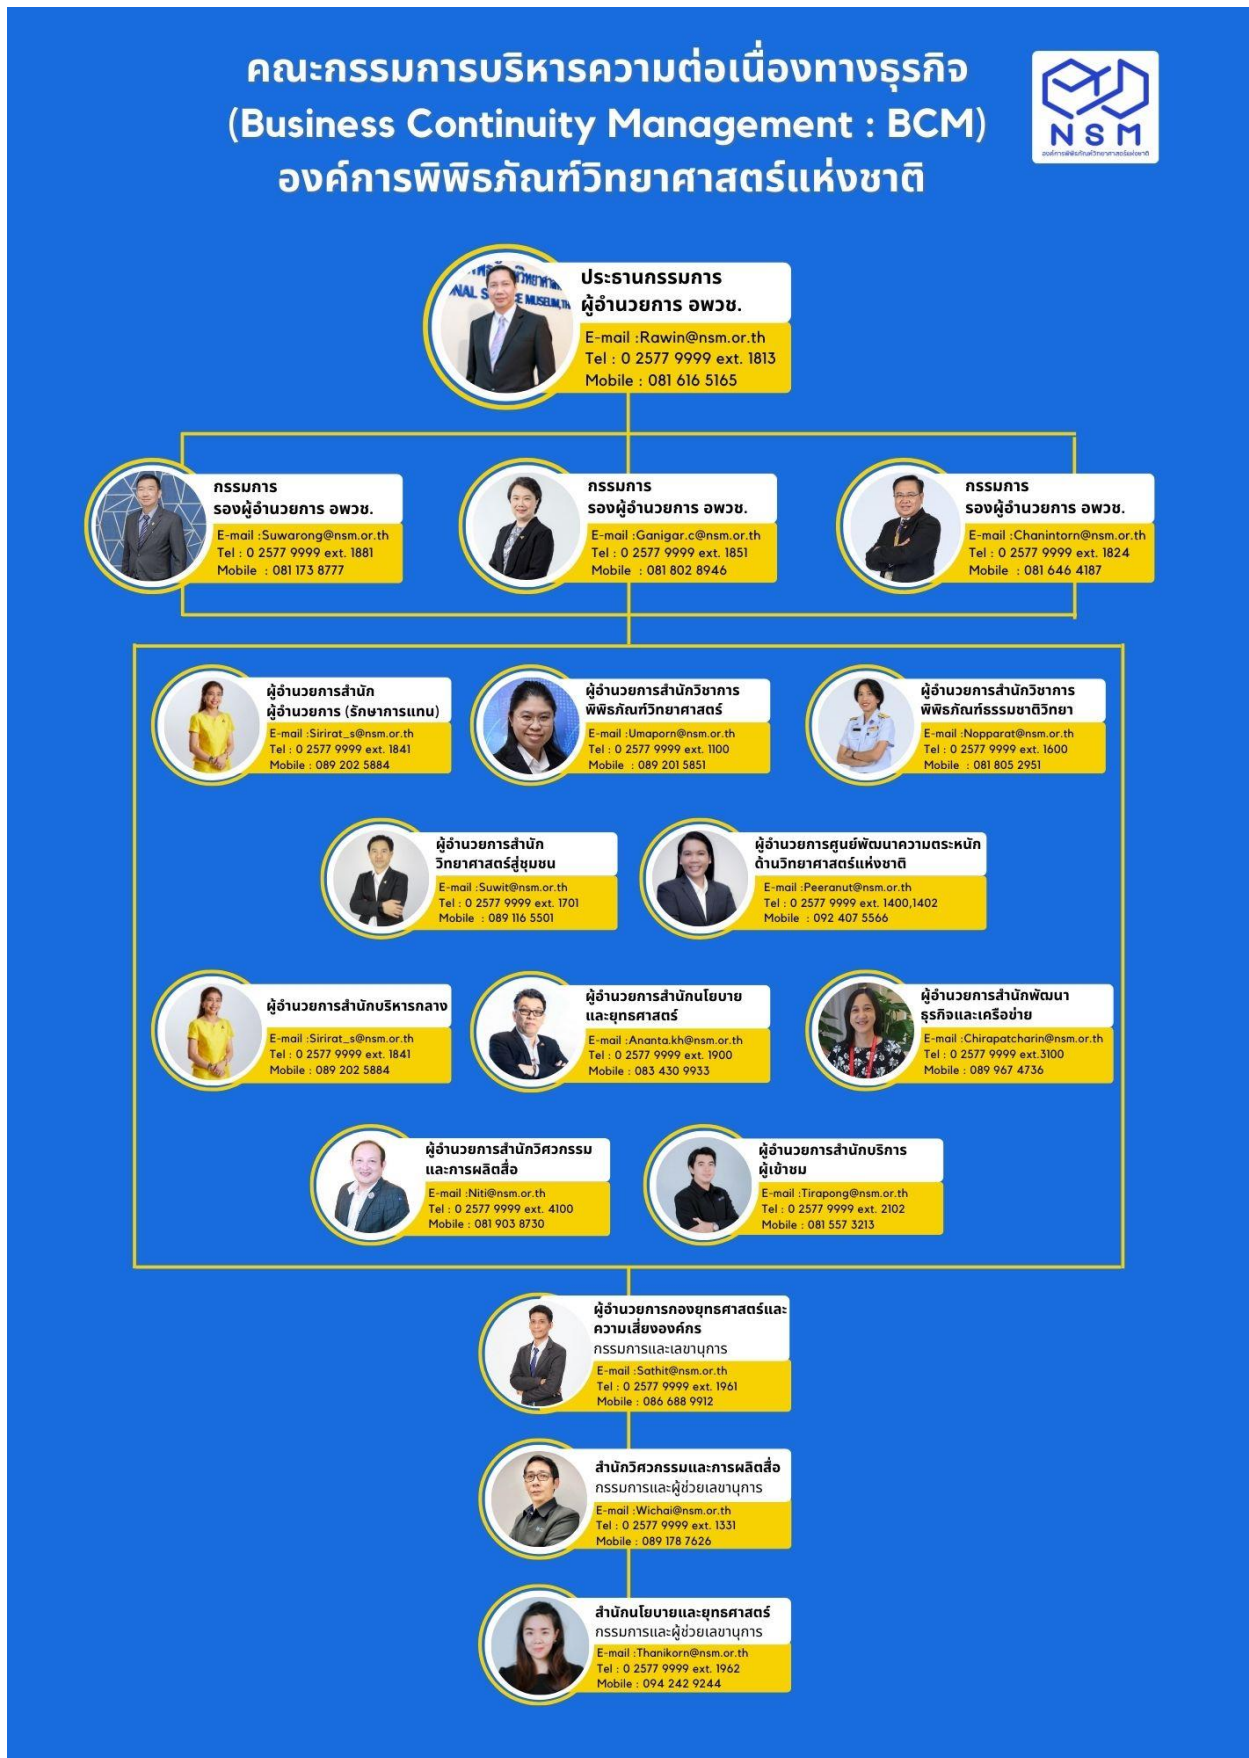 คณะกรรมการบริหารความต่อเนื่องทางธุรกิจ
(Business Continuity Management : BCM)
องค์การพิพิธภัณฑ์วิทยาศาสตร์แห่งชาติ
NSM
องค์การพิพิธภัณฑ์วิทยาศาสตร์แห่งชาติ
ประธานกรรมการ
ผู้อำนวยการ อพวช.
E-mail :Rawin@nsm.or.th
Tel : 0 2577 9999 ext. 1813
Mobile : 081 616 5165
กรรมการ
รองผู้อำนวยการ อพวช.
E-mail :Suwarong@nsm.or.th
Tel : 0 2577 9999 ext. 1881
Mobile : 081 173 8777
กรรมการ
รองผู้อำนวยการ อพวช.
E-mail :Ganigar.c@nsm.or.th
Tel : 0 2577 9999 ext. 1851
Mobile : 081 802 8946
กรรมการ
รองผู้อำนวยการ อพวช.
E-mail :Chanintorn@nsm.or.th
Tel : 0 2577 9999 ext. 1824
Mobile : 081 646 4187
ผู้อำนวยการสำนัก
ผู้อำนวยการ (รักษาการแทน)
E-mail :Sirirat_s@nsm.or.th
Tel : 0 2577 9999 ext. 1841
Mobile : 089 202 5884
ผู้อำนวยการสำนักวิชาการ
พิพิธภัณฑ์วิทยาศาสตร์
E-mail :Umaporn@nsm.or.th
Tel : 0 2577 9999 ext. 1100
Mobile : 089 201 5851
ผู้อำนวยการสำนักวิชาการ
พิพิธภัณฑ์ธรรมชาติวิทยา
E-mail :Nopparat@nsm.or.th
Tel : 0 2577 9999 ext. 1600
Mobile : 081 805 2951
ผู้อำนวยการสำนัก
วิทยาศาสตร์สู่ชุมชน
E-mail :Suwit@nsm.or.th
Tel : 0 2577 9999 ext. 1701
Mobile : 089 116 5501
ผู้อำนวยการศูนย์พัฒนาความตระหนัก
ด้านวิทยาศาสตร์แห่งชาติ
E-mail :Peeranut@nsm.or.th
Tel : 0 2577 9999 ext. 1400,1402
Mobile : 092 407 5566
ผู้อำนวยการสำนักบริหารกลาง
E-mail :Sirirat_s@nsm.or.th
Tel : 0 2577 9999 ext. 1841
Mobile : 089 202 5884
ผู้อำนวยการสำนักนโยบาย
และยุทธศาสตร์
E-mail :Ananta.kh@nsm.or.th
Tel : 0 2577 9999 ext. 1900
Mobile : 083 430 9933
ผู้อำนวยการสำนักพัฒนา
ธุรกิจและเครือข่าย
E-mail :Chirapatcharin@nsm.or.th
Tel : 0 2577 9999 ext.3100
Mobile : 089 967 4736
ผู้อำนวยการสำนักวิศวกรรม
และการผลิตสื่อ
E-mail :Niti@nsm.or.th
Tel : 0 2577 9999 ext. 4100
Mobile : 081 903 8730
ผู้อำนวยการสำนักบริการ
ผู้เข้าชม
E-mail :Tirapong@nsm.or.th
Tel : 0 2577 9999 ext. 2102
Mobile : 081 557 3213
ผู้อำนวยการกองยุทธศาสตร์และ
ความเสี่ยงองค์กร
กรรมการและเลขานุการ
E-mail :Sathit@nsm.or.th
Tel : 0 2577 9999 ext. 1961
Mobile : 086 688 9912
สำนักวิศวกรรมและการผลิตสื่อ
กรรมการและผู้ช่วยเลขานุการ
E-mail :Wichai@nsm.or.th
Tel : 0 2577 9999 ext. 1331
Mobile : 089 178 7626
สำนักนโยบายและยุทธศาสตร์
กรรมการและผู้ช่วยเลขานุการ
E-mail :Thanikorn@nsm.or.th
Tel : 0 2577 9999 ext. 1962
Mobile : 094 242 9244